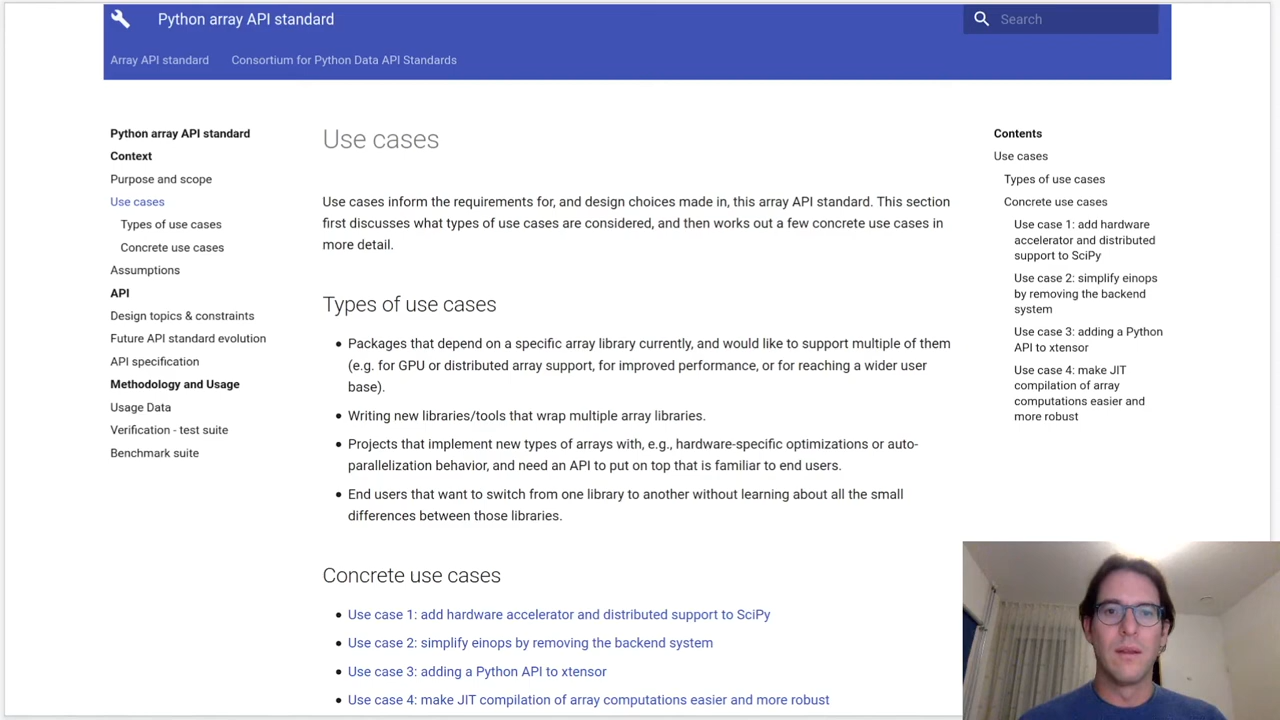 Python array API standard
Search
Array API standard
Consortium for Python Data API Standards
Python array API standard
Context
Purpose and scope
Use cases
Types of use cases
Concrete use cases
Assumptions
API
Design topics & constraints
Future API standard evolution
API specification
Methodology and Usage
Usage Data
Verification - test suite
Benchmark suite
Use cases
Use cases inform the requirements for, and design choices made in, this array API standard. This section
first discusses what types of use cases are considered, and then works out a few concrete use cases in
more detail.
Types of use cases
• Packages that depend on a specific array library currently, and would like to support multiple of them
(e.g. for GPU or distributed array support, for improved performance, or for reaching a wider user
base).
• Writing new libraries/tools that wrap multiple array libraries.
• Projects that implement new types of arrays with, e.g., hardware-specific optimizations or auto-
parallelization behavior, and need an API to put on top that is familiar to end users.
• End users that want to switch from one library to another without learning about all the small
differences between those libraries.
Concrete use cases
• Use case 1: add hardware accelerator and distributed support to SciPy
• Use case 2: simplify einops by removing the backend system
• Use case 3: adding a Python API to xtensor
• Use case 4: make JIT compilation of array computations easier and more robust
Contents
Use cases
Types of use cases
Concrete use cases
Use case 1: add hardware
accelerator and distributed
support to SciPy
Use case 2: simplify einops
by removing the backend
system
Use case 3: adding a Python
API to xtensor
Use case 4: make JIT
compilation of array
computations easier and
more robust